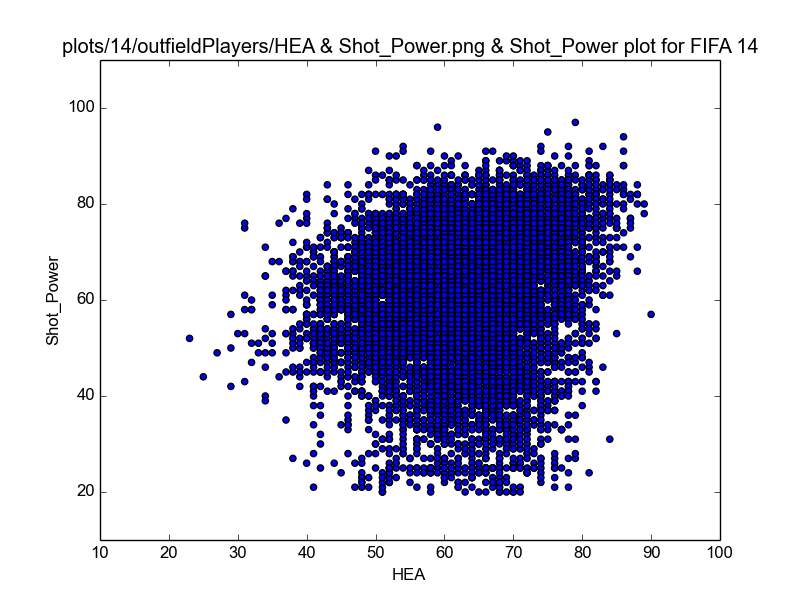 plots/14/outfieldPlayers/HEA & Shot_Power.png & Shot_Power plot for FIFA 14
100
80
60
40
20
Shot_Power
10 20 30 40 50 60 70 80 90 100
HEA